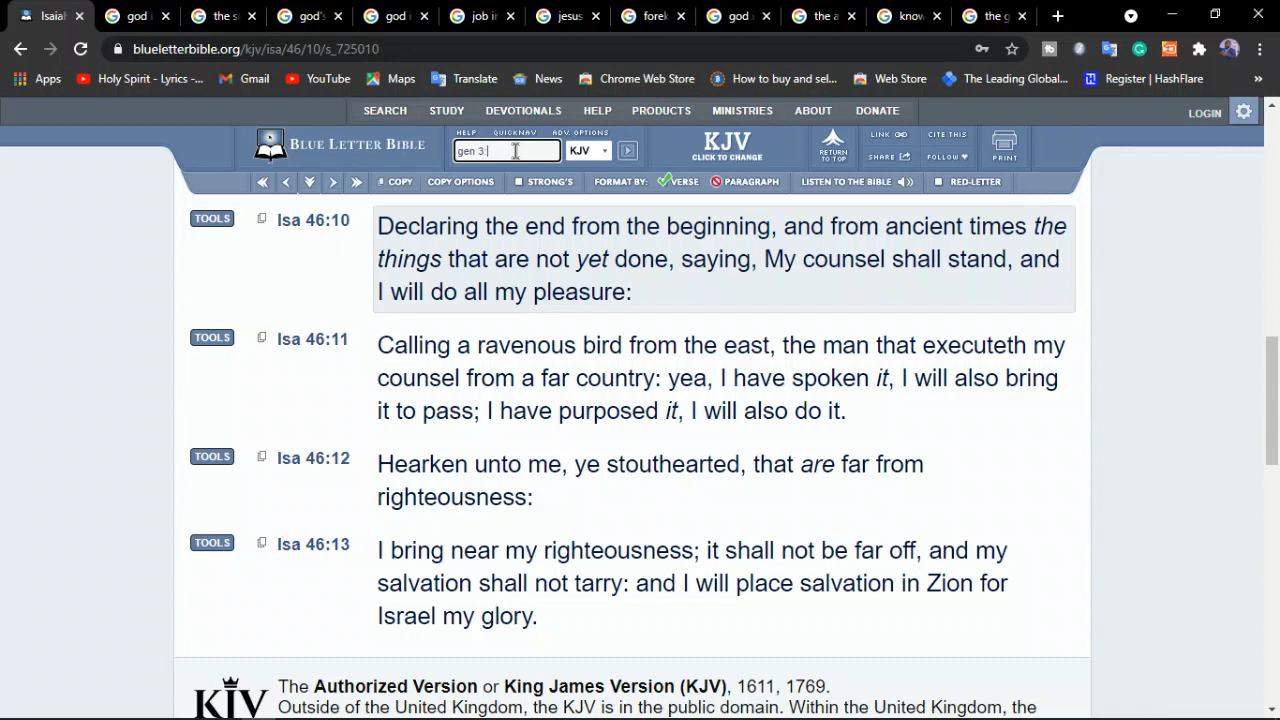 Isaiah
god i
the so
god's
god i
job in
jesus
forek
god
the a
know
the g
blueletterbible.org/kjv/isa/46/10/s_725010
Apps
Holy Spirit - Lyrics -...
Gmail
YouTube
Maps
Translate
News
Chrome Web Store
How to buy and sel...
Web Store
The Leading Global...
Register | HashFlare
»
SEARCH STUDY DEVOTIONALS HELP PRODUCTS MINISTRIES ABOUT DONATE
LOGIN
BLUE LETTER BIBLE
HELP QUICKNAV ADV. OPTIONS
gen 3:
KJV
KJV
CLICK TO CHANGE
RETURN TO TOP
LINK
CITE THIS
SHARE
FOLLOW
PRINT
COPY COPY OPTIONS STRONG'S FORMAT BY: VERSE PARAGRAPH LISTEN TO THE BIBLE RED-LETTER
TOOLS Isa 46:10 Declaring the end from the beginning, and from ancient times the
things that are not yet done, saying, My counsel shall stand, and
I will do all my pleasure:
TOOLS Isa 46:11 Calling a ravenous bird from the east, the man that executeth my
counsel from a far country: yea, I have spoken it, I will also bring
it to pass; I have purposed it, I will also do it.
TOOLS Isa 46:12 Hearken unto me, ye stouthearted, that are far from
righteousness:
TOOLS Isa 46:13 I bring near my righteousness; it shall not be far off, and my
salvation shall not tarry: and I will place salvation in Zion for
Israel my glory.
KJV
The Authorized Version or King James Version (KJV), 1611, 1769.
Outside of the United Kingdom, the KJV is in the public domain. Within the United Kingdom, the